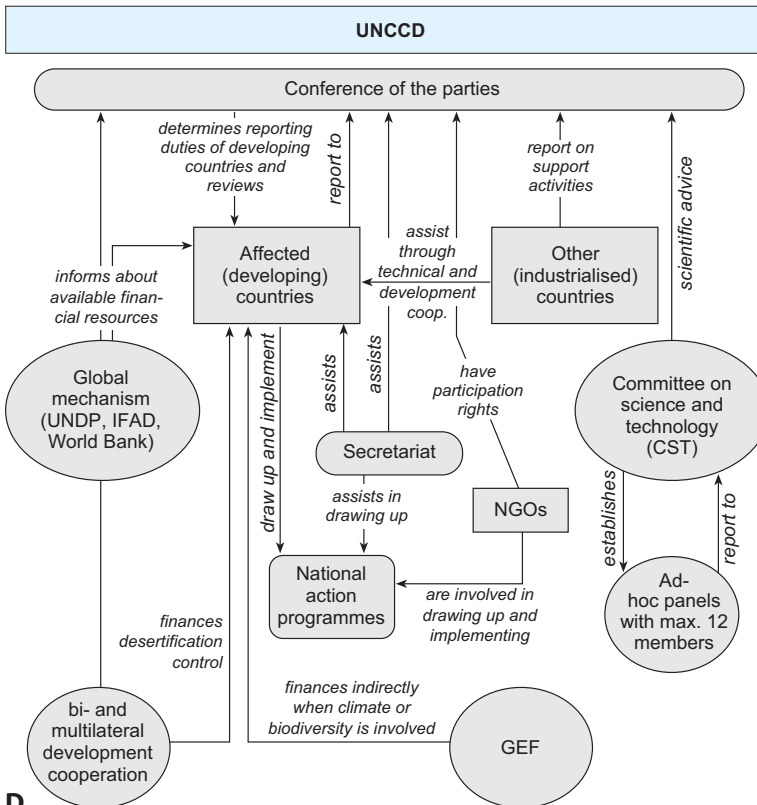 UNCCD
Conference of the parties
determines reporting
duties of developing
countries and
reviews
report to
report on
support
activities
scientific advice
assist
through
technical and
development
coop.
Affected
(developing)
countries
Other
(industrialised)
countries
informs about
available finan-
cial resources
Global
mechanism
(UNDP, IFAD,
World Bank)
draw up and implement
assists
assists
have
participation
rights
Committee on
science and
technology
(CST)
Secretariat
assists in
drawing up
NGOs
establishes
report to
National
action
programmes
are involved in
drawing up and
implementing
Ad-
hoc panels
with max. 12
members
finances
desertification
control
finances indirectly
when climate or
biodiversity is involved
bi- and
multilateral
development
cooperation
GEF
D